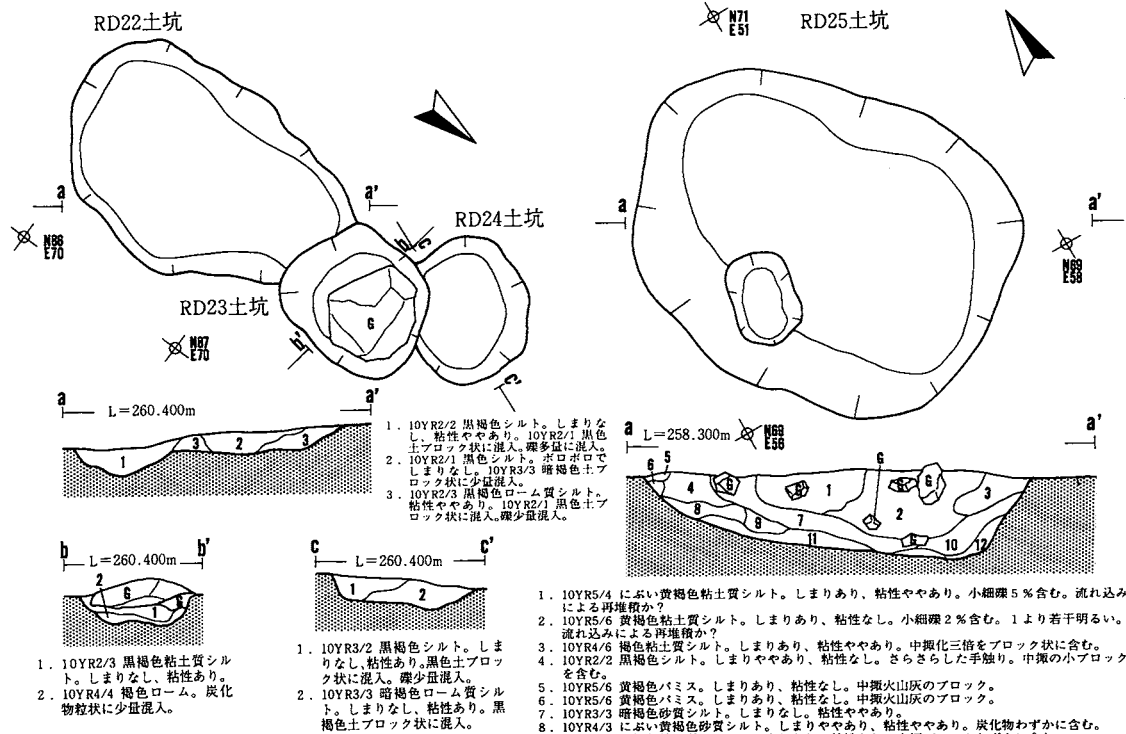 RD22土坑
N71
E51
RD25土坑
a
a'
RD24土坑
b
c
N68
E70
RD23土坑
G
b'
c'
N67
E70
a
a'
N69
E58
a
a'
L=260.400m
1
3
2
3
1．10YR2/2 黒褐色シルト。しまりな
し、粘性ややあり。10YR2/1 黒色
土ブロック状に混入。礫多量に混入。
2．10YR2/1 黒色シルト。ボロボロで
しまりなし。10YR3/3 暗褐色土ブ
ロック状に少量混入。
3．10YR2/3 黒褐色ローム質シルト。
粘性ややあり。10YR2/1 黒色土ブ
ロック状に混入。礫少量混入。
a
L=258.300m
N69
E56
a'
G
6
5
4
G
1
G
G
G
3
2
8
9
7
11
G
10
12
b
L=260.400m
b'
2
G
G
1
1．10YR2/3 黒褐色粘土質シル
ト。しまりなし、粘性あり。
2．10YR4/4 褐色ローム。炭化
物粒状に少量混入。
c
L=260.400m
c'
1
2
1．10YR3/2 黒褐色シルト。しま
りなし、粘性あり。黒色土ブロッ
ク状に混入。礫少量混入。
2．10YR3/3 暗褐色ローム質シル
ト。しまりなし、粘性あり。黒
褐色土ブロック状に混入。
1．10YR5/4 にぶい黄褐色粘土質シルト。しまりあり、粘性ややあり。小細礫5％含む。流れ込み
による再堆積か？
2．10YR5/6 黄褐色粘土質シルト。しまりあり、粘性なし。小細礫2％含む。1より若干明るい。
流れ込みによる再堆積か？
3．10YR4/6 褐色粘土質シルト。しまりあり、粘性ややあり。中掫化三倍をブロック状に含む。
4．10YR2/2 黒褐色シルト。しまりややあり、粘性なし。さらさらした手触り。中掫の小ブロック
を含む。
5．10YR5/6 黄褐色パミス。しまりあり、粘性なし。中掫火山灰のブロック。
6．10YR5/6 黄褐色パミス。しまりあり、粘性なし。中掫火山灰のブロック。
7．10YR3/3 暗褐色砂質シルト。しまりなし。粘性ややあり。
8．10YR4/3 にぶい黄褐色砂質シルト。しまりややあり、粘性ややあり。炭化物わずかに含む。